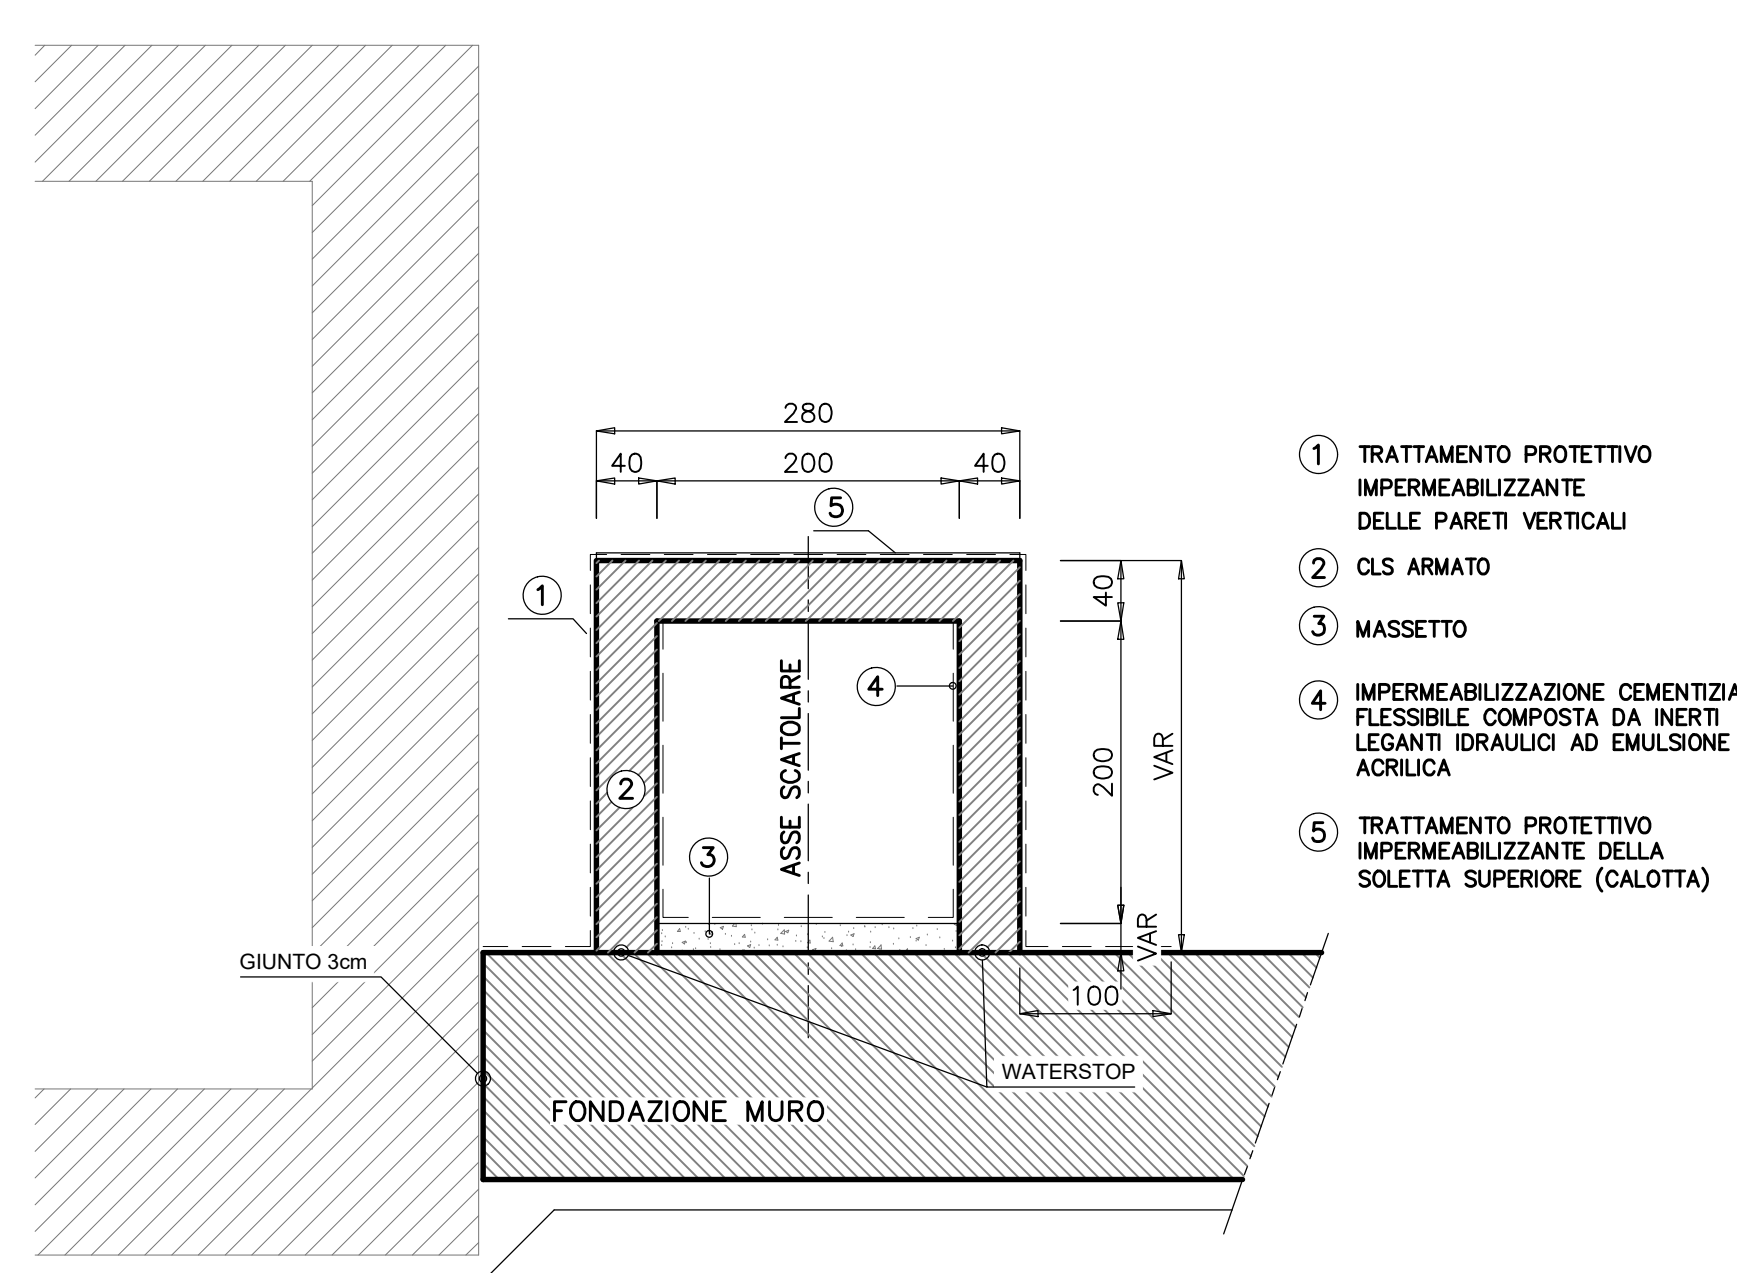 280
40
200
40
5
1
40
ASSE SCATOLARE
4
200
VAR
2
3
VAR
GIUNTO 3cm
100
WATERSTOP
FONDAZIONE MURO
1 TRATTAMENTO PROTETTIVO
IMPERMEABILIZZANTE
DELLE PARETI VERTICALI
2 CLS ARMATO
3 MASSETTO
4 IMPERMEABILIZZAZIONE CEMENTIZIA
FLESSIBILE COMPOSTA DA INERTI
LEGANTI IDRAULICI AD EMULSIONE
ACRILICA
5 TRATTAMENTO PROTETTIVO
IMPERMEABILIZZANTE DELLA
SOLETTA SUPERIORE (CALOTTA)